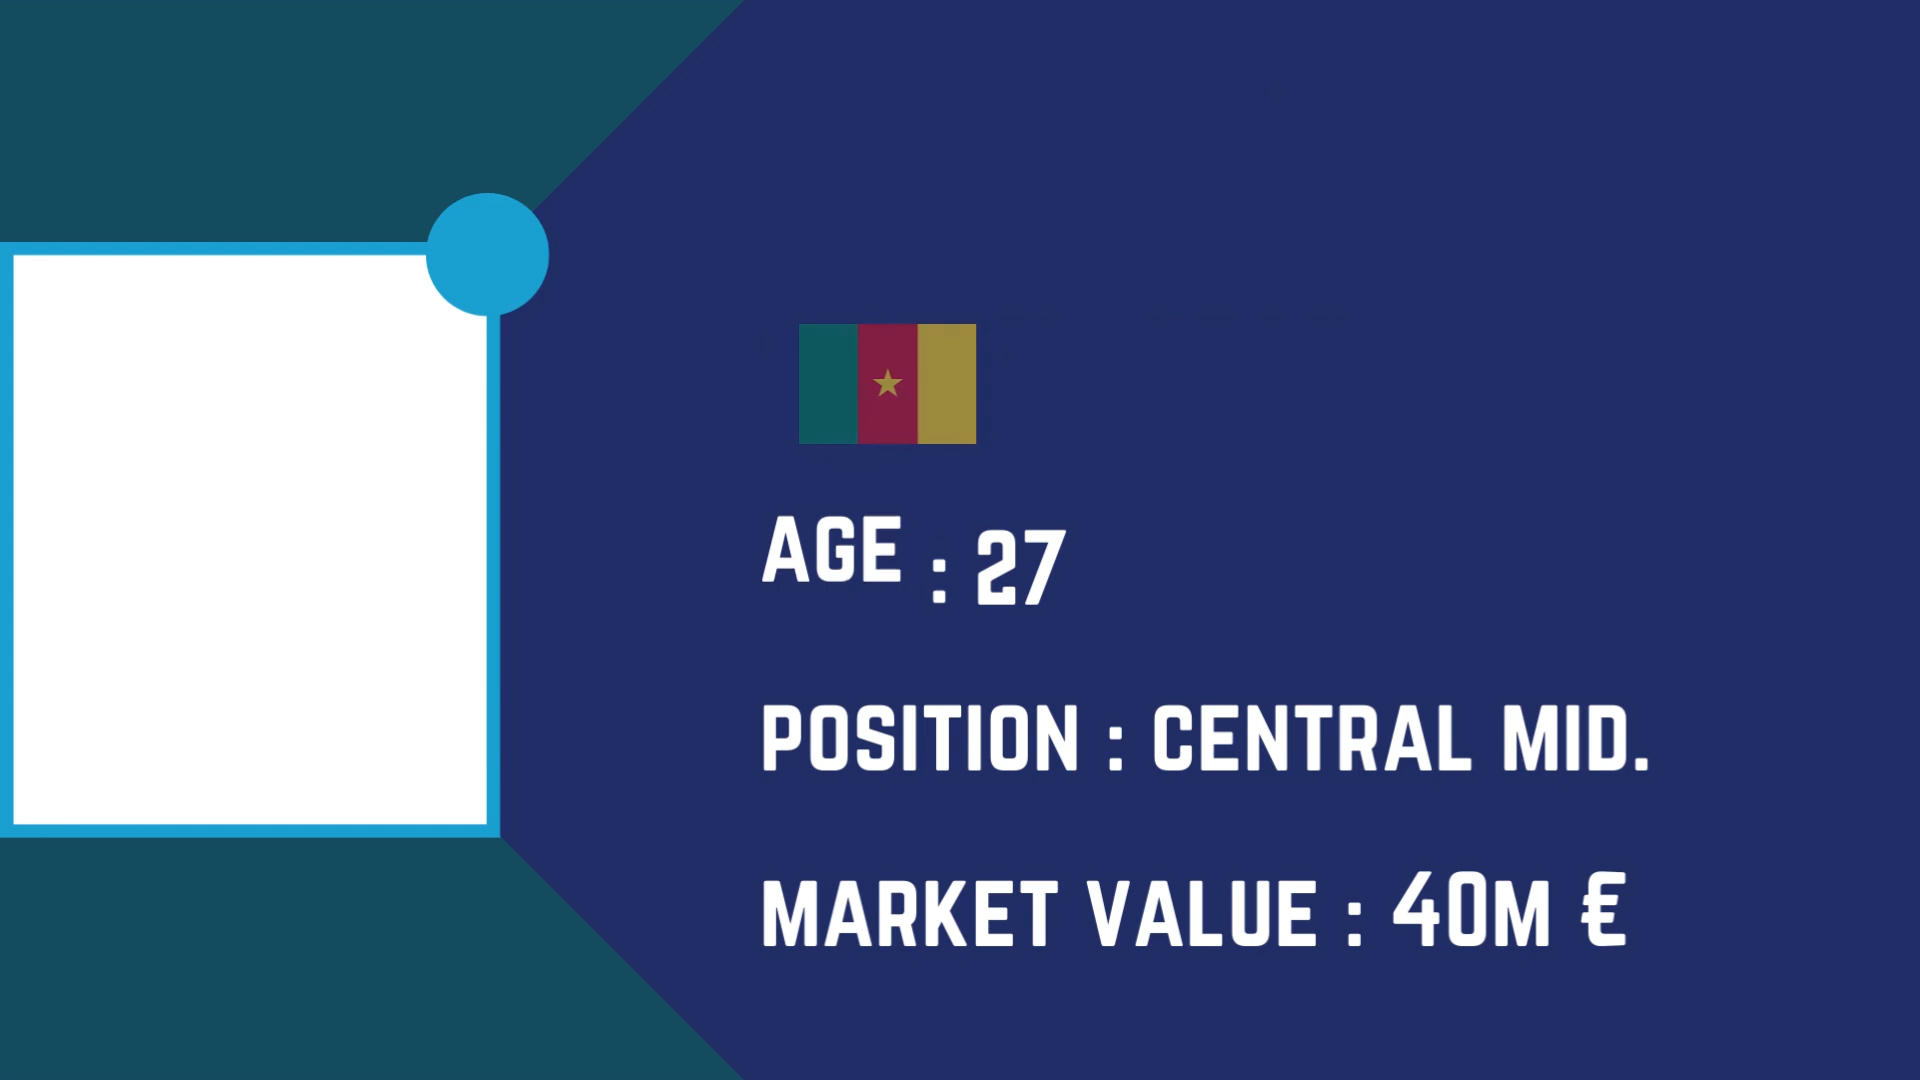 AGE : 27
POSITION : CENTRAL MID.
MARKET VALUE : 40M €